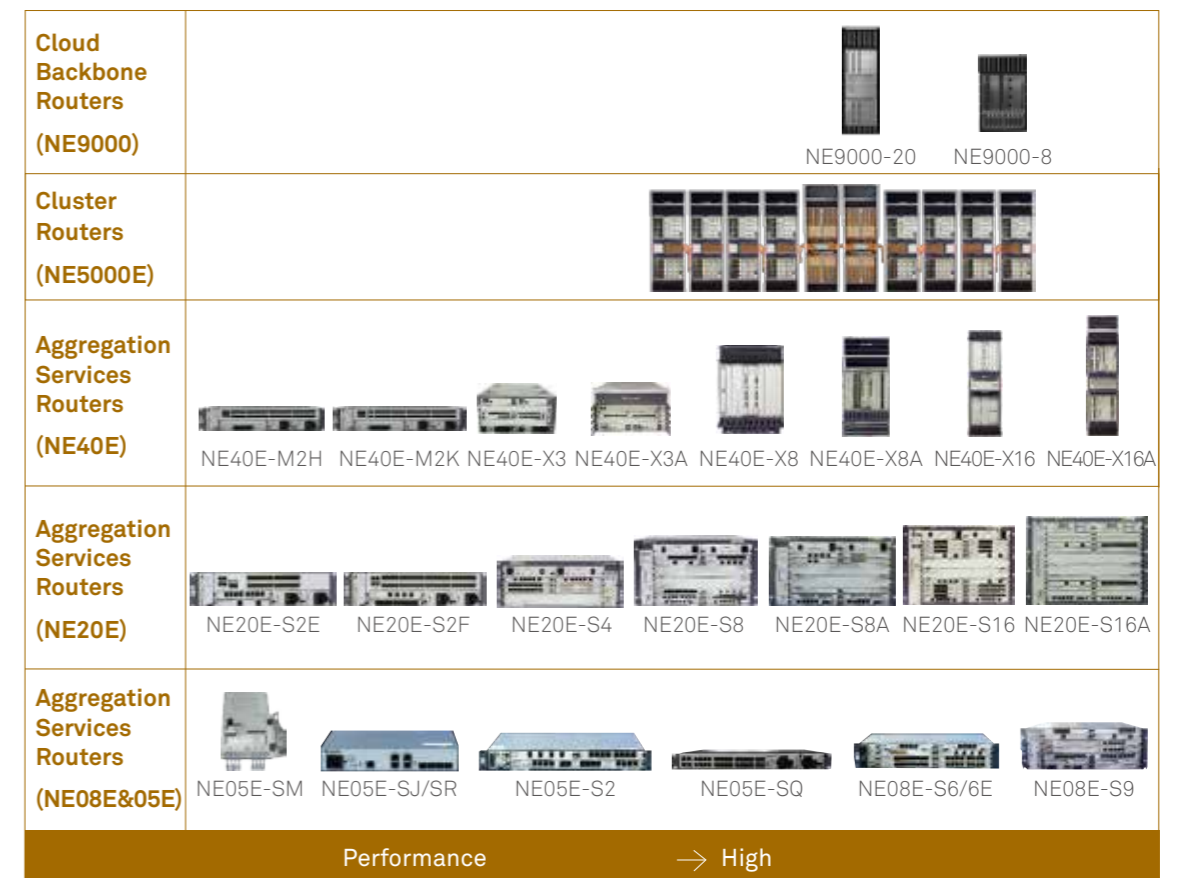 Cloud
Backbone
Routers
(NE9000)
NE9000-20 NE9000-8
Cluster
Routers
(NE5000E)
Aggregation
Services
Routers
(NE40E)
NE40E-M2H NE40E-M2K NE40E-X3 NE40E-X3A NE40E-X8 NE40E-X8A NE40E-X16 NE40E-X16A
Aggregation
Services
Routers
(NE20E)
NE20E-S2E NE20E-S2F NE20E-S4 NE20E-S8 NE20E-S8A NE20E-S16 NE20E-S16A
Aggregation
Services
Routers
(NE08E&05E)
NE05E-SM NE05E-SJ/SR NE05E-S2 NE05E-SQ NE08E-S6/6E NE08E-S9
Performance → High